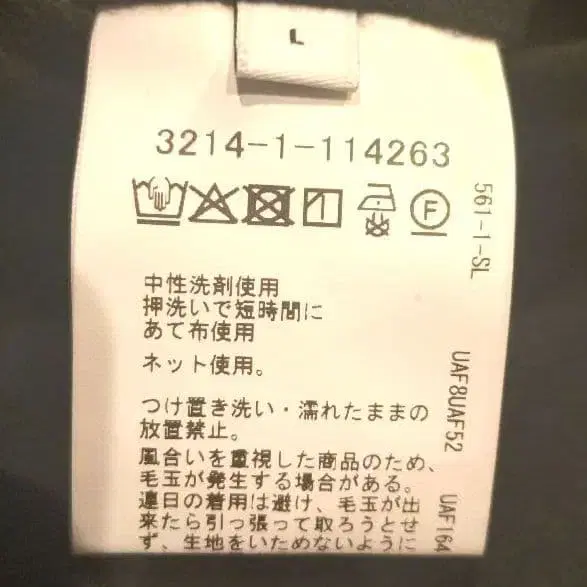 L
3214-1-114263
F
中性洗剤使用
押洗いで短時間に
あて布使用
ネット使用。
つけ置き洗い・濡れたままの
放置禁止。
風合いを重視した商品のため、
毛玉が発生する場合がある。
連日の着用は避け、毛玉が出
来たら引っ張って取ろうとせ
ず、生地をいためないように
561-1-SL
UAF8UAF52
UAF164